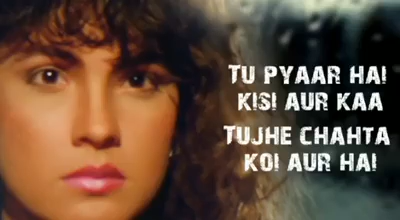 TU PYAAR HAI
KISI AUR KAA
TUJHE CHAHTA
KOI AUR HAI